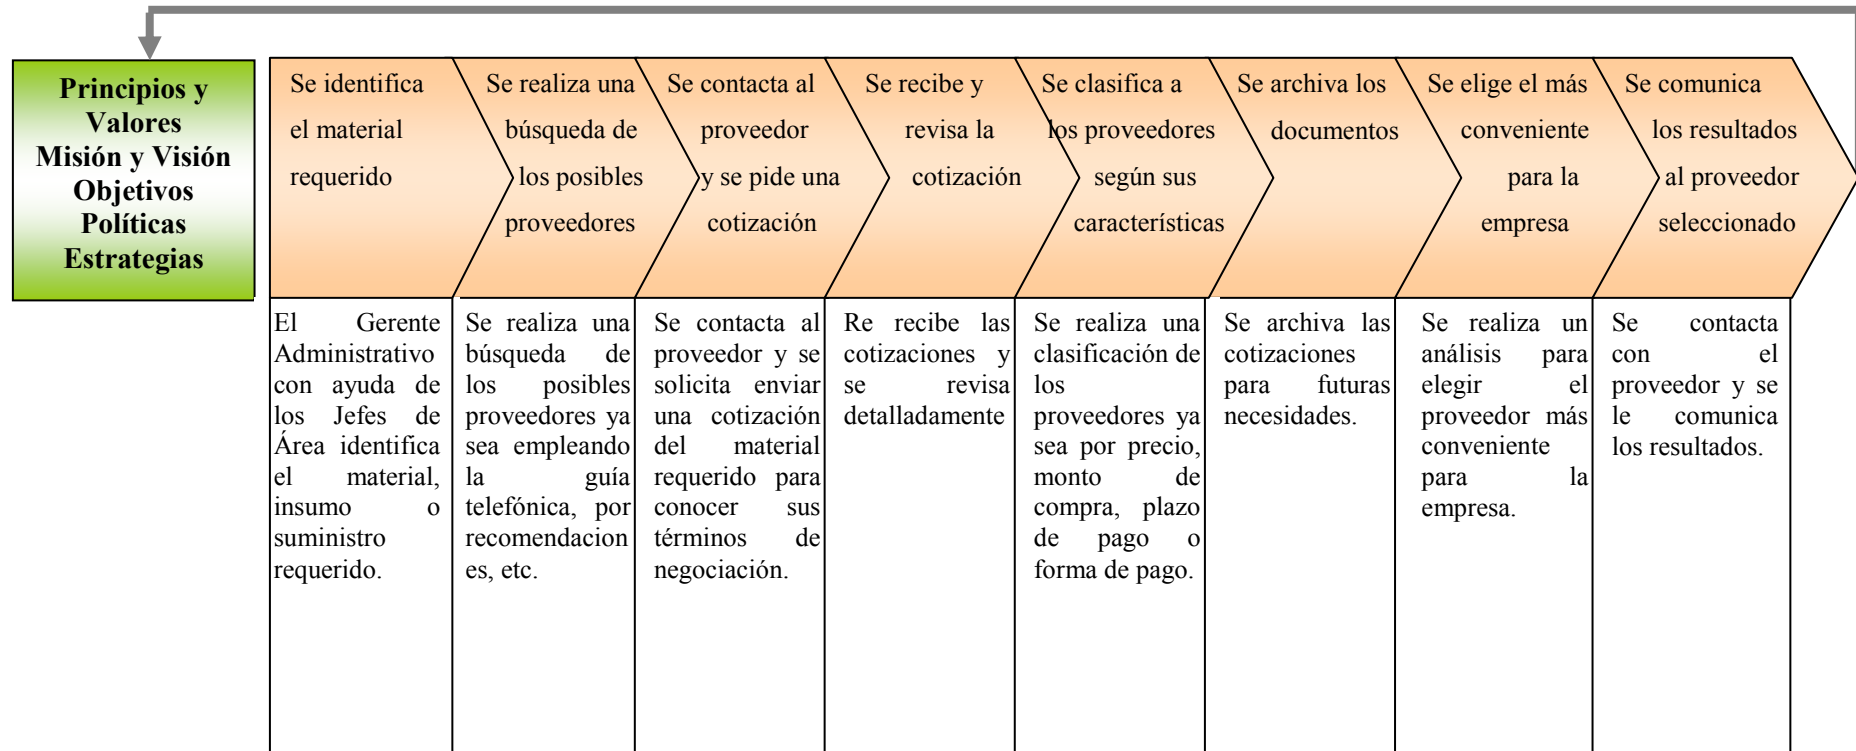 Principios y
Valores
Misión y Visión
Objetivos
Políticas
Estrategias
Se identifica
el material
requerido
Se realiza una
búsqueda de
los posibles
proveedores
Se contacta al
proveedor
y se pide una
cotización
Se recibe y
revisa la
cotización
Se clasifica a
los proveedores
según sus
características
Se archiva los
documentos
Se elige el más
conveniente
para la
empresa
Se comunica
los resultados
al proveedor
seleccionado
El Gerente
Administrativo
con ayuda de
los Jefes de
Área identifica
el material,
insumo o
suministro
requerido.
Se realiza una
búsqueda de
los posibles
proveedores ya
sea empleando
la guía
telefónica, por
recomendacion
es, etc.
Se contacta al
proveedor y se
solicita enviar
una cotización
del material
requerido para
conocer sus
términos de
negociación.
Re recibe las
cotizaciones y
se revisa
detalladamente
Se realiza una
clasificación de
los
proveedores ya
sea por precio,
monto de
compra, plazo
de pago o
forma de pago.
Se archiva las
cotizaciones
para futuras
necesidades.
Se realiza un
análisis para
elegir el
proveedor más
conveniente
para la
empresa.
Se contacta
con el
proveedor y se
le comunica
los resultados.